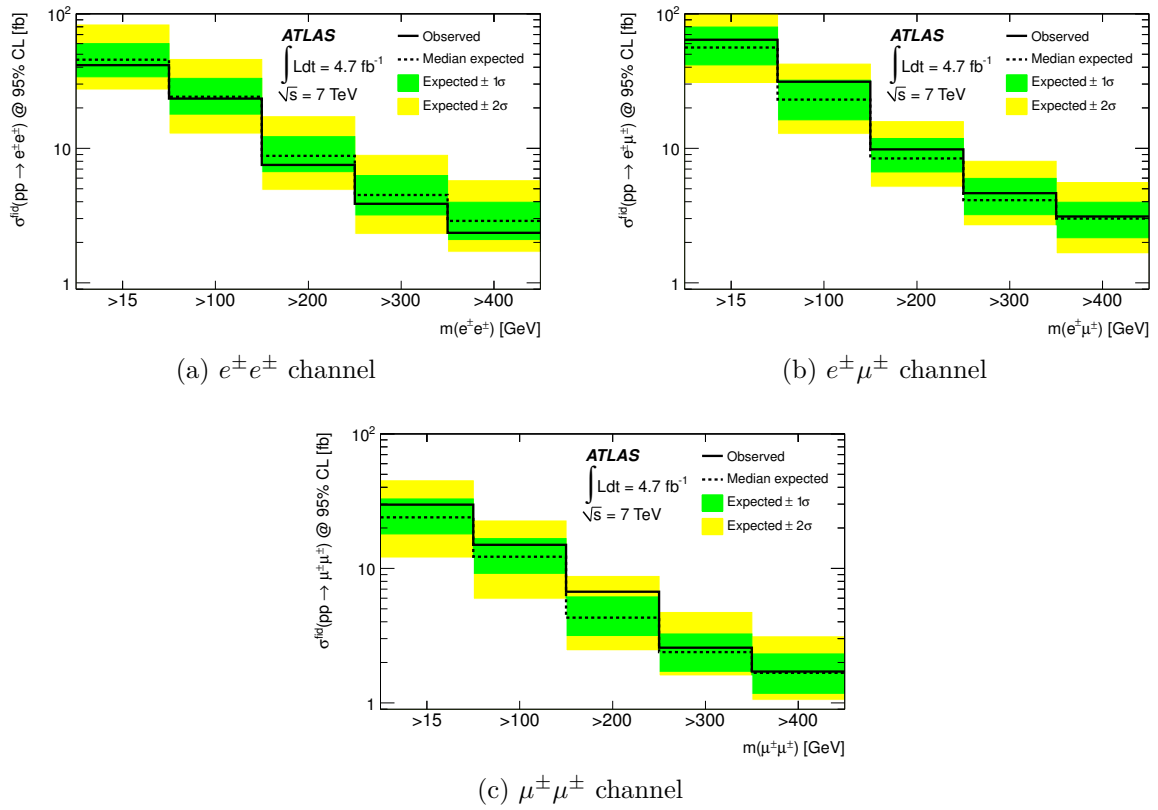 σᶠⁱᵈ(pp → e±e±) @ 95% CL [fb]
10²
10
1
ATLAS
∫Ldt = 4.7 fb⁻¹
√s = 7 TeV
Observed
Median expected
Expected ± 1σ
Expected ± 2σ
>15 >100 >200 >300 >400
m(e±e±) [GeV]
(a) e±e± channel
σᶠⁱᵈ(pp → e±μ±) @ 95% CL [fb]
10²
10
1
ATLAS
∫Ldt = 4.7 fb⁻¹
√s = 7 TeV
Observed
Median expected
Expected ± 1σ
Expected ± 2σ
>15 >100 >200 >300 >400
m(e±μ±) [GeV]
(b) e±μ± channel
σᶠⁱᵈ(pp → μ±μ±) @ 95% CL [fb]
10²
10
1
ATLAS
∫Ldt = 4.7 fb⁻¹
√s = 7 TeV
Observed
Median expected
Expected ± 1σ
Expected ± 2σ
>15 >100 >200 >300 >400
m(μ±μ±) [GeV]
(c) μ±μ± channel